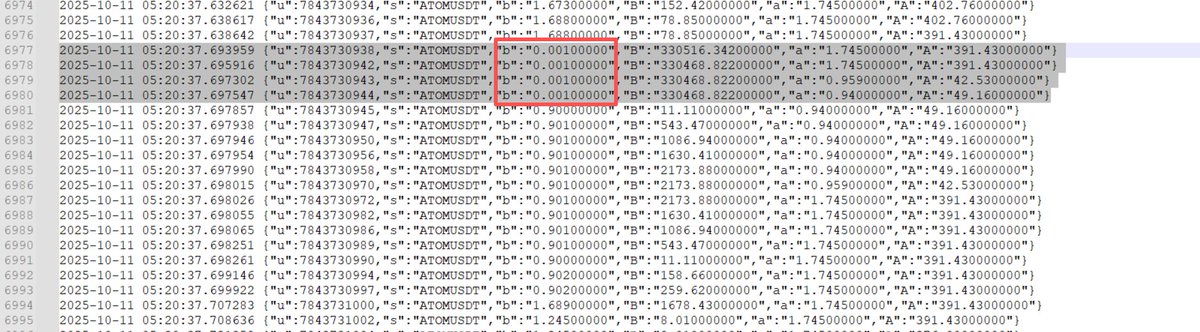 6974 2025-10-11 05:20:37.632621 {"u":7843730934,"s":"ATOMUSDT","b":"1.67300000","B":"152.42000000","a":"1.74500000","A":"402.76000000"}
6975 2025-10-11 05:20:37.638617 {"u":7843730936,"s":"ATOMUSDT","b":"1.68800000","B":"78.85000000","a":"1.74500000","A":"402.76000000"}
6976 2025-10-11 05:20:37.638642 {"u":7843730937,"s":"ATOMUSDT","b":"1.68800000","B":"78.85000000","a":"1.74500000","A":"391.43000000"}
6977 2025-10-11 05:20:37.693959 {"u":7843730938,"s":"ATOMUSDT","b":"0.00100000","B":"330516.34200000","a":"1.74500000","A":"391.43000000"}
6978 2025-10-11 05:20:37.695916 {"u":7843730942,"s":"ATOMUSDT","b":"0.00100000","B":"330468.82200000","a":"1.74500000","A":"391.43000000"}
6979 2025-10-11 05:20:37.697302 {"u":7843730943,"s":"ATOMUSDT","b":"0.00100000","B":"330468.82200000","a":"0.95900000","A":"42.53000000"}
6980 2025-10-11 05:20:37.697547 {"u":7843730944,"s":"ATOMUSDT","b":"0.00100000","B":"330468.82200000","a":"0.94000000","A":"49.16000000"}
6981 2025-10-11 05:20:37.697857 {"u":7843730945,"s":"ATOMUSDT","b":"0.90000000","B":"11.11000000","a":"0.94000000","A":"49.16000000"}
6982 2025-10-11 05:20:37.697938 {"u":7843730947,"s":"ATOMUSDT","b":"0.90100000","B":"543.47000000","a":"0.94000000","A":"49.16000000"}
6983 2025-10-11 05:20:37.697946 {"u":7843730950,"s":"ATOMUSDT","b":"0.90100000","B":"1086.94000000","a":"0.94000000","A":"49.16000000"}
6984 2025-10-11 05:20:37.697954 {"u":7843730956,"s":"ATOMUSDT","b":"0.90100000","B":"1630.41000000","a":"0.94000000","A":"49.16000000"}
6985 2025-10-11 05:20:37.697990 {"u":7843730958,"s":"ATOMUSDT","b":"0.90100000","B":"2173.88000000","a":"0.94000000","A":"49.16000000"}
6986 2025-10-11 05:20:37.698015 {"u":7843730970,"s":"ATOMUSDT","b":"0.90100000","B":"2173.88000000","a":"0.95900000","A":"42.53000000"}
6987 2025-10-11 05:20:37.698026 {"u":7843730972,"s":"ATOMUSDT","b":"0.90100000","B":"2173.88000000","a":"1.74500000","A":"391.43000000"}
6988 2025-10-11 05:20:37.698055 {"u":7843730982,"s":"ATOMUSDT","b":"0.90100000","B":"1630.41000000","a":"1.74500000","A":"391.43000000"}
6989 2025-10-11 05:20:37.698065 {"u":7843730986,"s":"ATOMUSDT","b":"0.90100000","B":"1086.94000000","a":"1.74500000","A":"391.43000000"}
6990 2025-10-11 05:20:37.698251 {"u":7843730989,"s":"ATOMUSDT","b":"0.90100000","B":"543.47000000","a":"1.74500000","A":"391.43000000"}
6991 2025-10-11 05:20:37.698261 {"u":7843730990,"s":"ATOMUSDT","b":"0.90000000","B":"11.11000000","a":"1.74500000","A":"391.43000000"}
6992 2025-10-11 05:20:37.699146 {"u":7843730994,"s":"ATOMUSDT","b":"0.90200000","B":"158.66000000","a":"1.74500000","A":"391.43000000"}
6993 2025-10-11 05:20:37.699922 {"u":7843730997,"s":"ATOMUSDT","b":"0.90200000","B":"259.62000000","a":"1.74500000","A":"391.43000000"}
6994 2025-10-11 05:20:37.707283 {"u":7843731000,"s":"ATOMUSDT","b":"1.68900000","B":"1678.43000000","a":"1.74500000","A":"391.43000000"}
6995 2025-10-11 05:20:37.708636 {"u":7843731002,"s":"ATOMUSDT","b":"1.24500000","B":"8.01000000","a":"1.74500000","A":"391.43000000"}